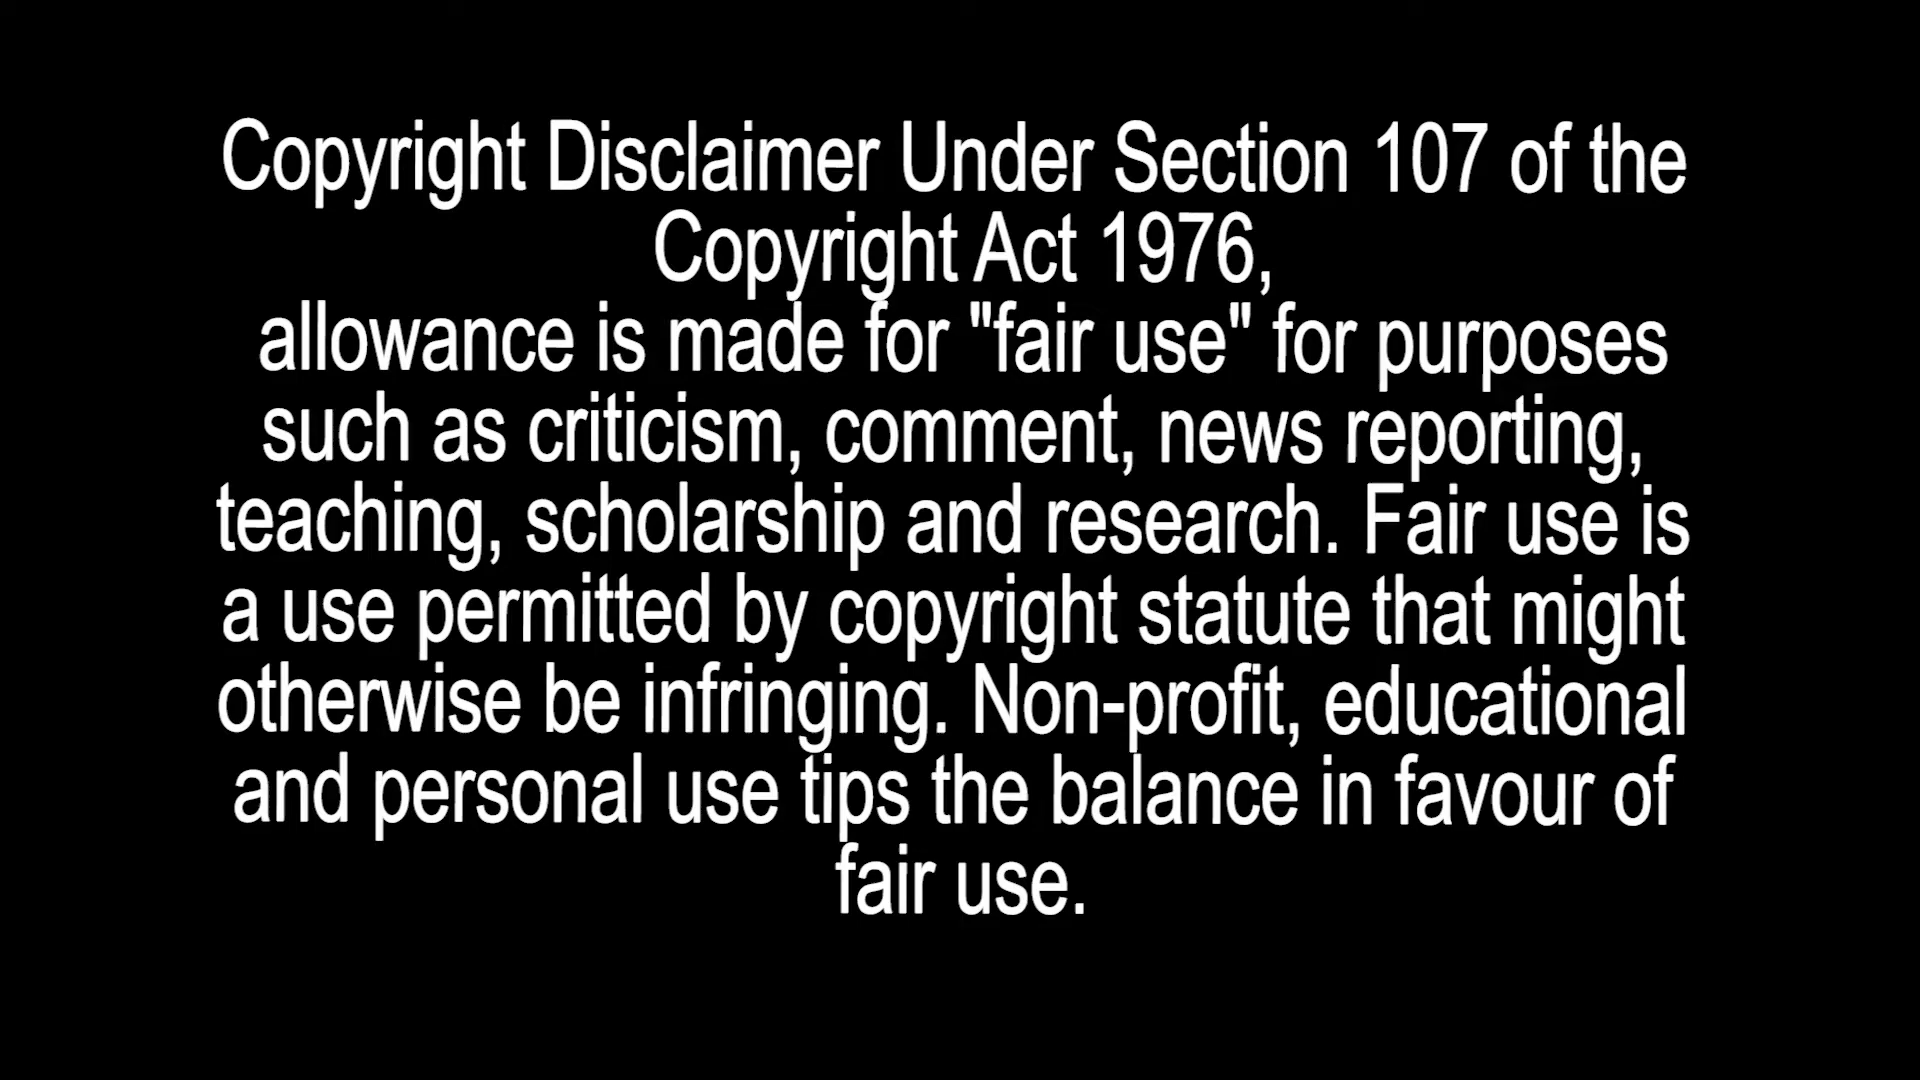 Copyright Disclaimer Under Section 107 of the
Copyright Act 1976,
allowance is made for "fair use" for purposes
such as criticism, comment, news reporting,
teaching, scholarship and research. Fair use is
a use permitted by copyright statute that might
otherwise be infringing. Non-profit, educational
and personal use tips the balance in favour of
fair use.